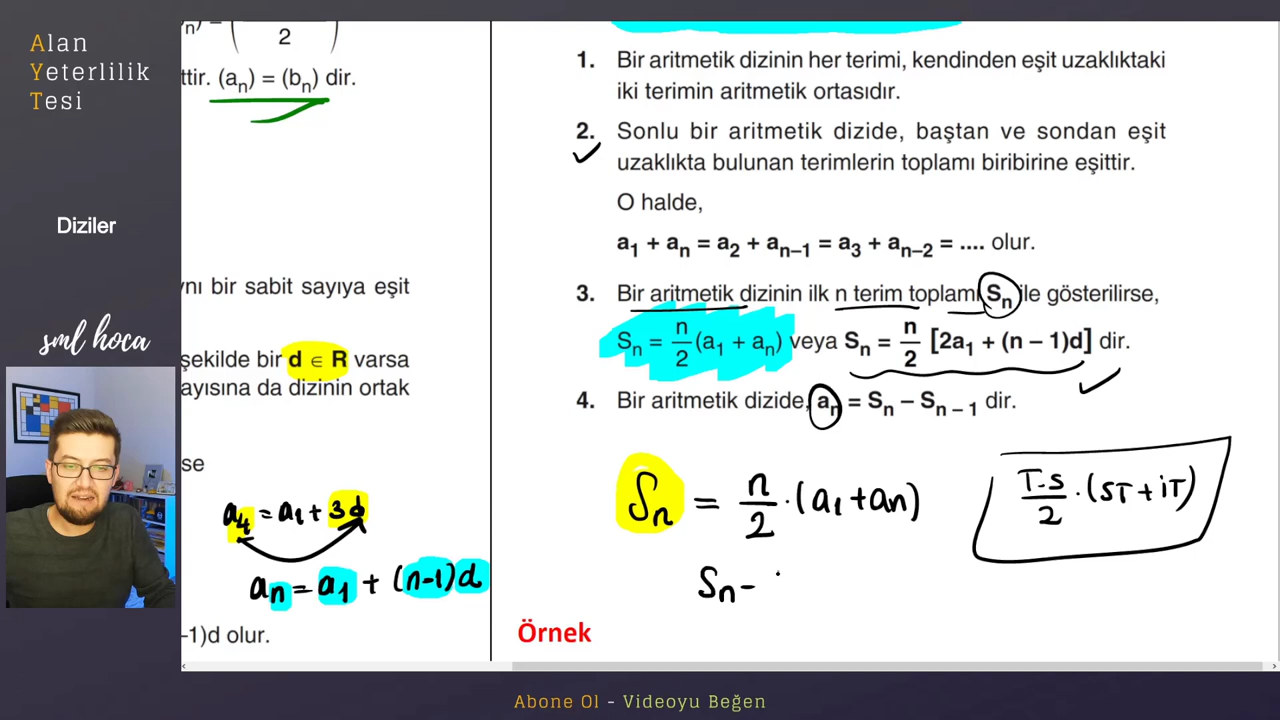 Alan
Yeterlilik
Tesi
Diziler
sml hoca
n) =
2
ttir. (an) = (bn) dir.
ynı bir sabit sayıya eşit
şekilde bir d ∈ R varsa
ayısına da dizinin ortak
se
a4 = a1 + 3d
an = a1 + (n-1)d
–1)d olur.
1. Bir aritmetik dizinin her terimi, kendinden eşit uzaklıktaki
iki terimin aritmetik ortasıdır.
2. Sonlu bir aritmetik dizide, baştan ve sondan eşit
uzaklıkta bulunan terimlerin toplamı biribirine eşittir.
O halde,
a1 + an = a2 + an–1 = a3 + an–2 = .... olur.
3. Bir aritmetik dizinin ilk n terim toplamı Sn ile gösterilirse,
Sn = n/2 (a1 + an) veya Sn = n/2 [2a1 + (n – 1)d] dir.
4. Bir aritmetik dizide, an = Sn – Sn – 1 dir.
Sn = n/2 · (a1 + an)
T·S/2 · (ST + İT)
Sn -
Örnek
Abone Ol - Videoyu Beğen